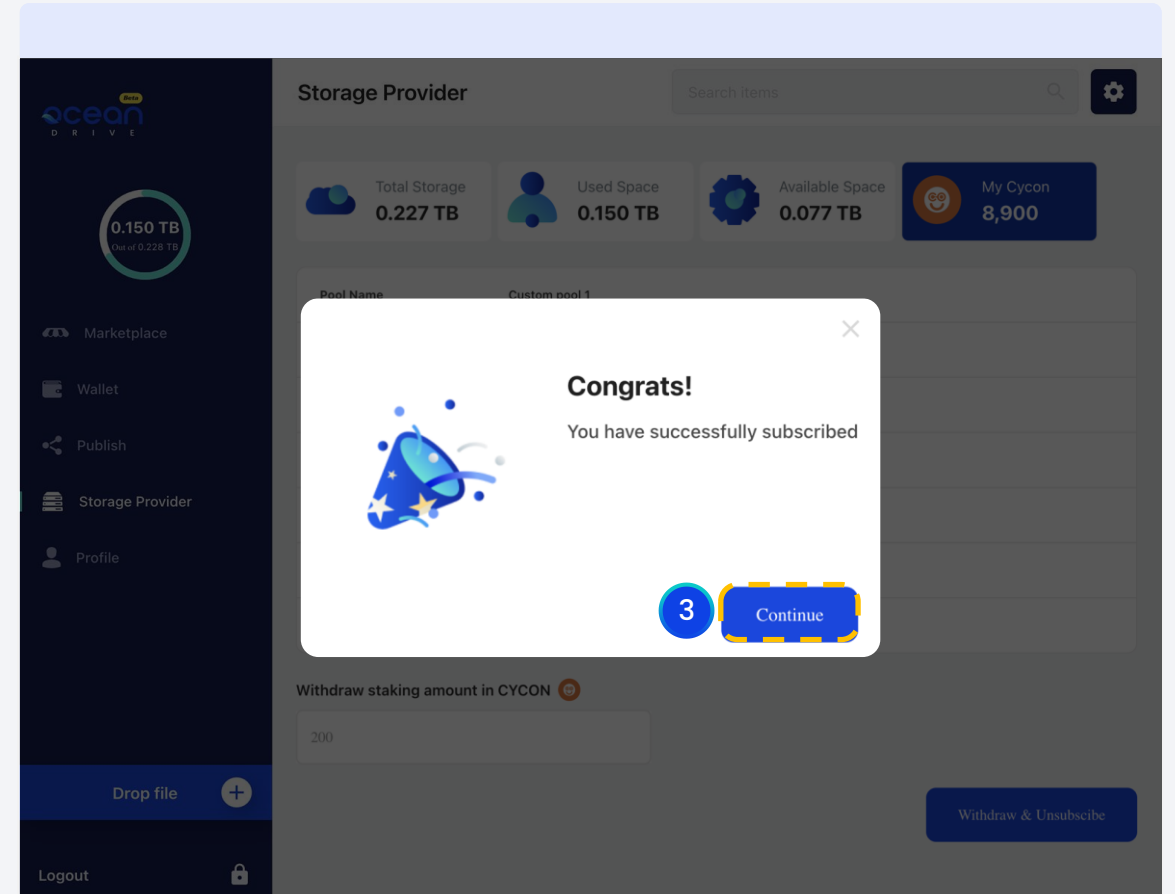 Beta
ocean
DRIVE
0.150 TB
Out of 0.228 TB
Marketplace
Wallet
Publish
Storage Provider
Profile
Drop file
Logout
Storage Provider
Search items
Total Storage
0.227 TB
Used Space
0.150 TB
Available Space
0.077 TB
My Cycon
8,900
Pool Name Custom pool 1
Congrats!
You have successfully subscribed
3
Continue
Withdraw staking amount in CYCON
200
Withdraw & Unsubscibe